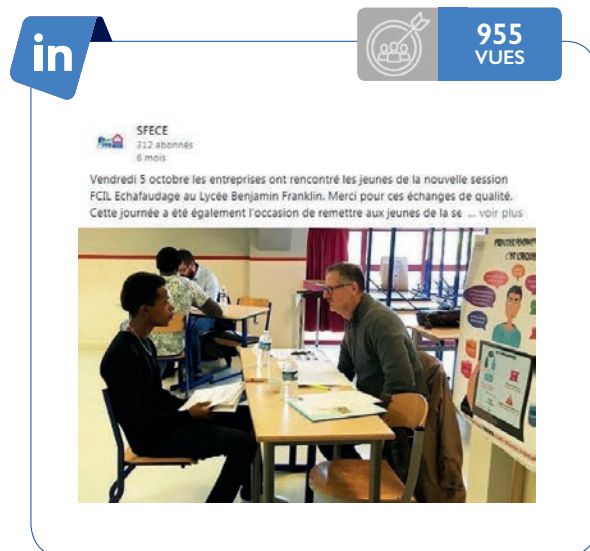 in
955
VUES
SFECE
312 abonnés
6 mois
Vendredi 5 octobre les entreprises ont rencontré les jeunes de la nouvelle session
FCIL Echafaudage au Lycée Benjamin Franklin. Merci pour ces échanges de qualité.
Cette journée a été également l'occasion de remettre aux jeunes de la se ... voir plus